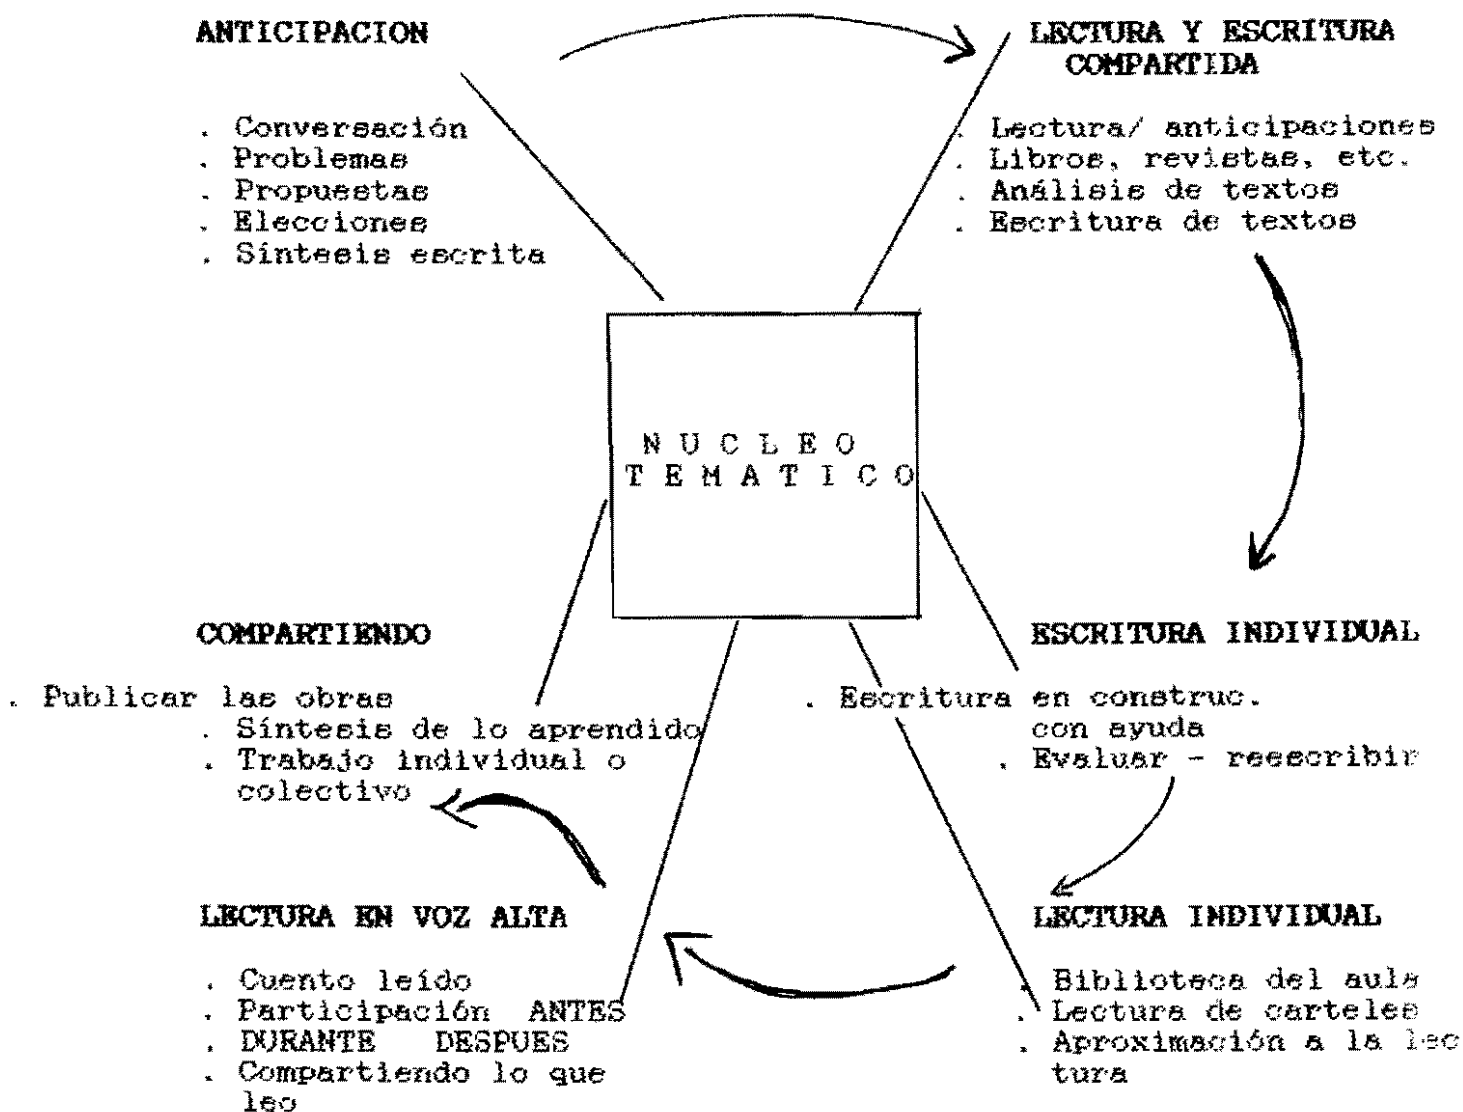 ANTICIPACION
. Conversación
. Problemas
. Propuestas
. Elecciones
. Síntesis escrita
LECTURA Y ESCRITURA
COMPARTIDA
. Lectura/ anticipaciones
. Libros, revistas, etc.
. Análisis de textos
. Escritura de textos
N U C L E O
T E M A T I C O
COMPARTIENDO
. Publicar las obras
. Síntesis de lo aprendido
. Trabajo individual o
colectivo
ESCRITURA INDIVIDUAL
. Escritura en construc.
con ayuda
. Evaluar - reescribir
LECTURA EN VOZ ALTA
. Cuento leído
. Participación ANTES
. DURANTE DESPUES
. Compartiendo lo que
leo
LECTURA INDIVIDUAL
. Biblioteca del aula
. Lectura de carteles
. Aproximación a la lec
tura